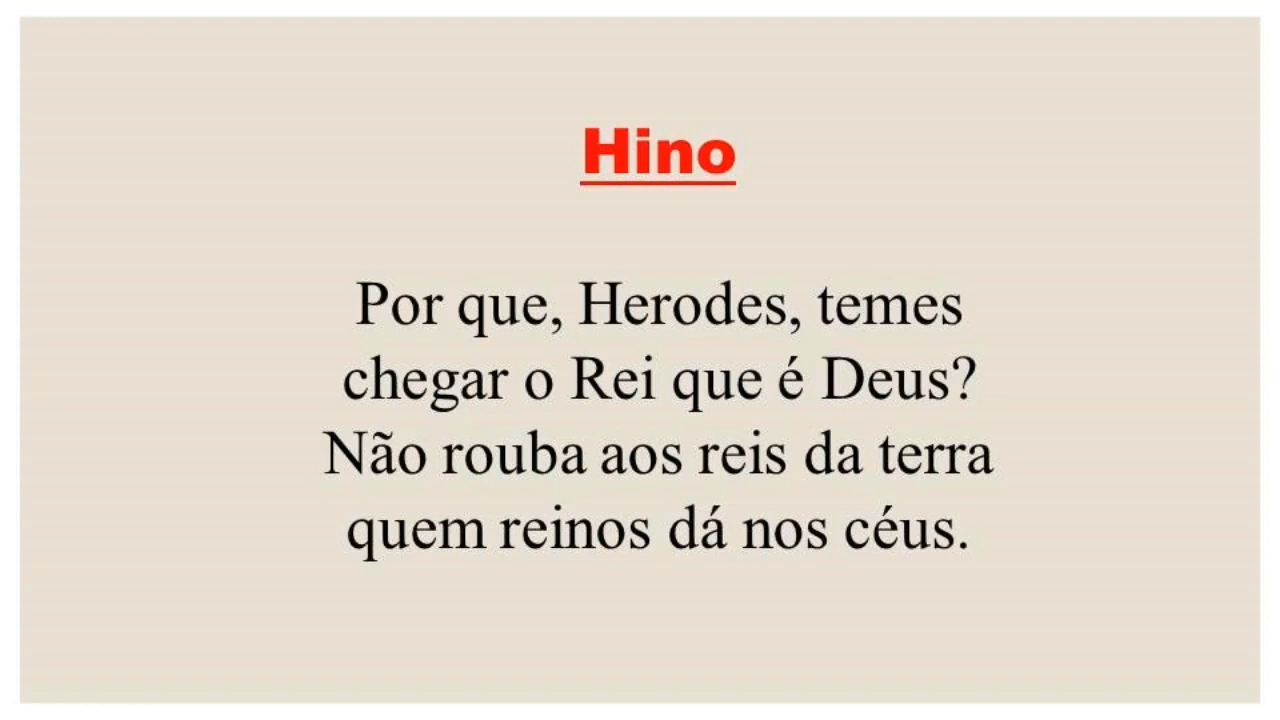 Hino
Por que, Herodes, temes
chegar o Rei que é Deus?
Não rouba aos reis da terra
quem reinos dá nos céus.